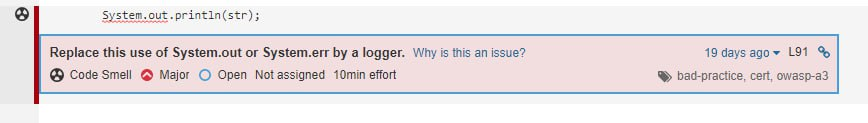 System.out.println(str);
Replace this use of System.out or System.err by a logger. Why is this an issue? 19 days ago L91
Code Smell Major Open Not assigned 10min effort bad-practice, cert, owasp-a3